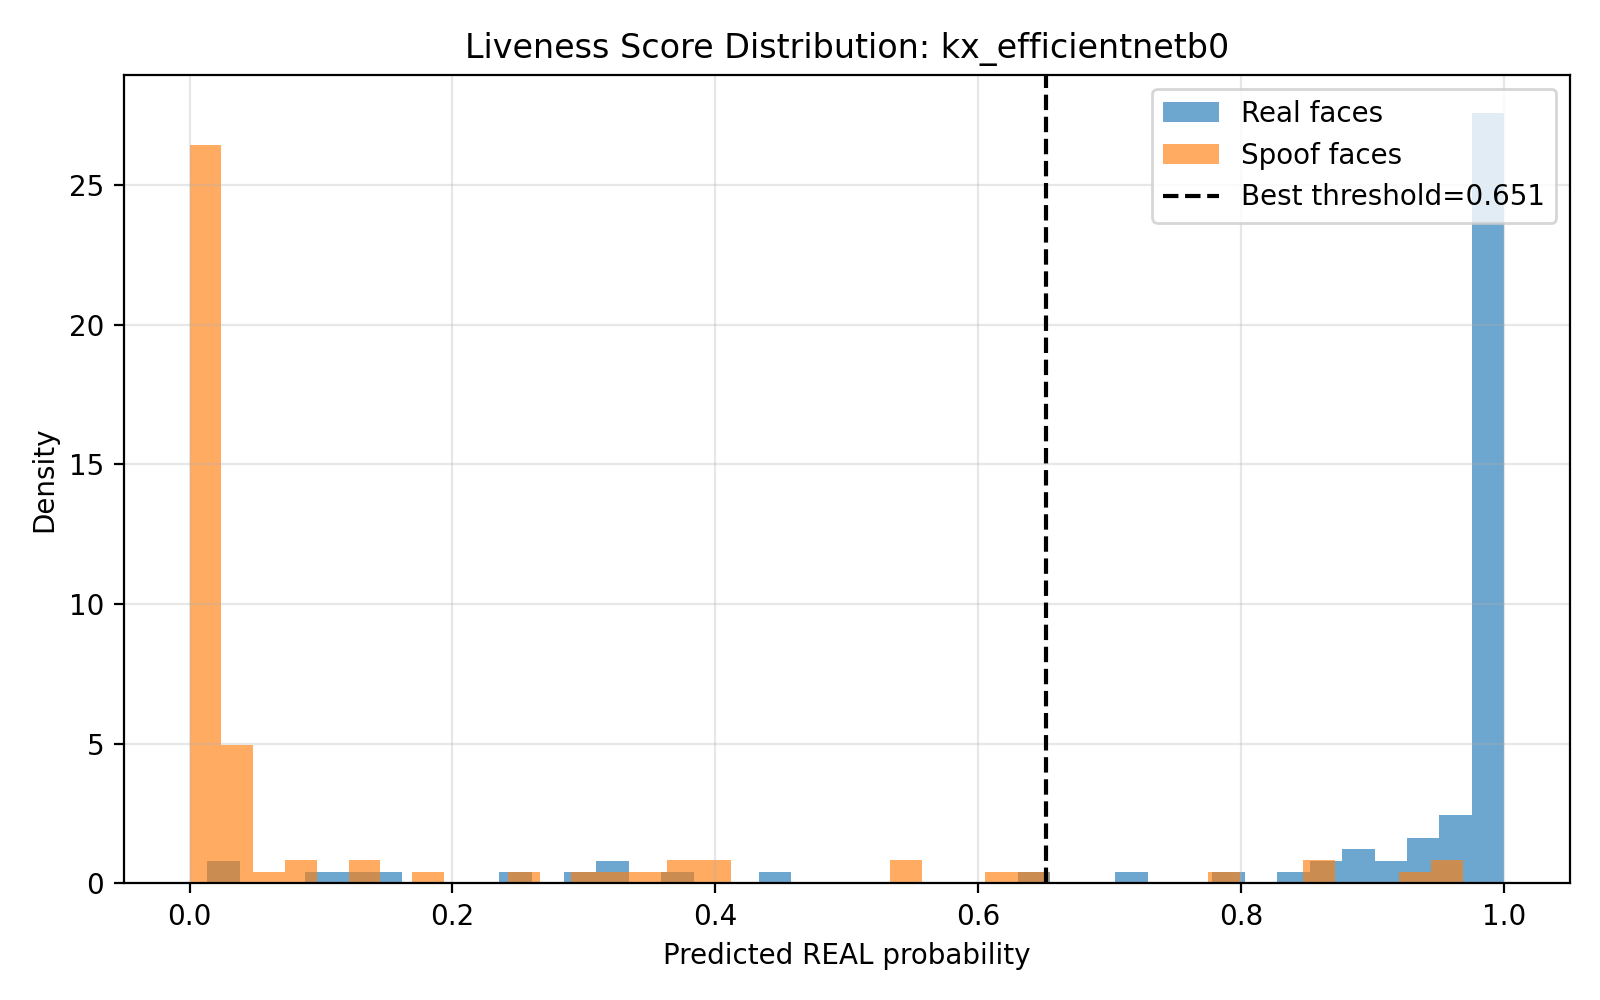 Liveness Score Distribution: kx_efficientnetb0
Real faces
Spoof faces
Best threshold=0.651
25
20
15
10
5
0
Density
0.0 0.2 0.4 0.6 0.8 1.0
Predicted REAL probability